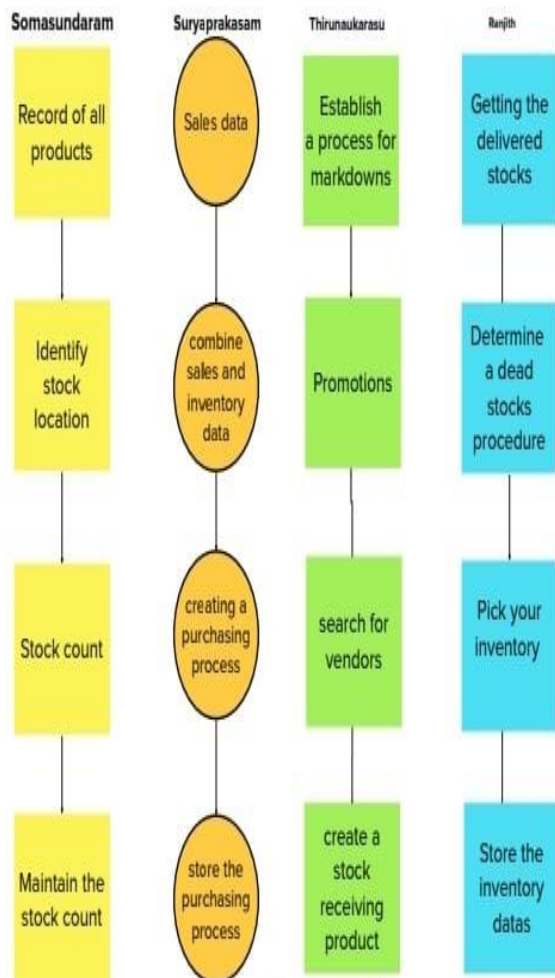 Somasundaram
Suryaprakasam
Thirunaukarasu
Ranjith
Record of all
products
Sales data
Establish
a process for
markdowns
Getting the
delivered
stocks
Identify
stock
location
combine
sales and
inventory
data
Promotions
Determine
a dead
stocks
procedure
Stock count
creating a
purchasing
process
search for
vendors
Pick your
inventory
Maintain the
stock count
store the
purchasing
process
create a
stock
receiving
product
Store the
inventory
datas